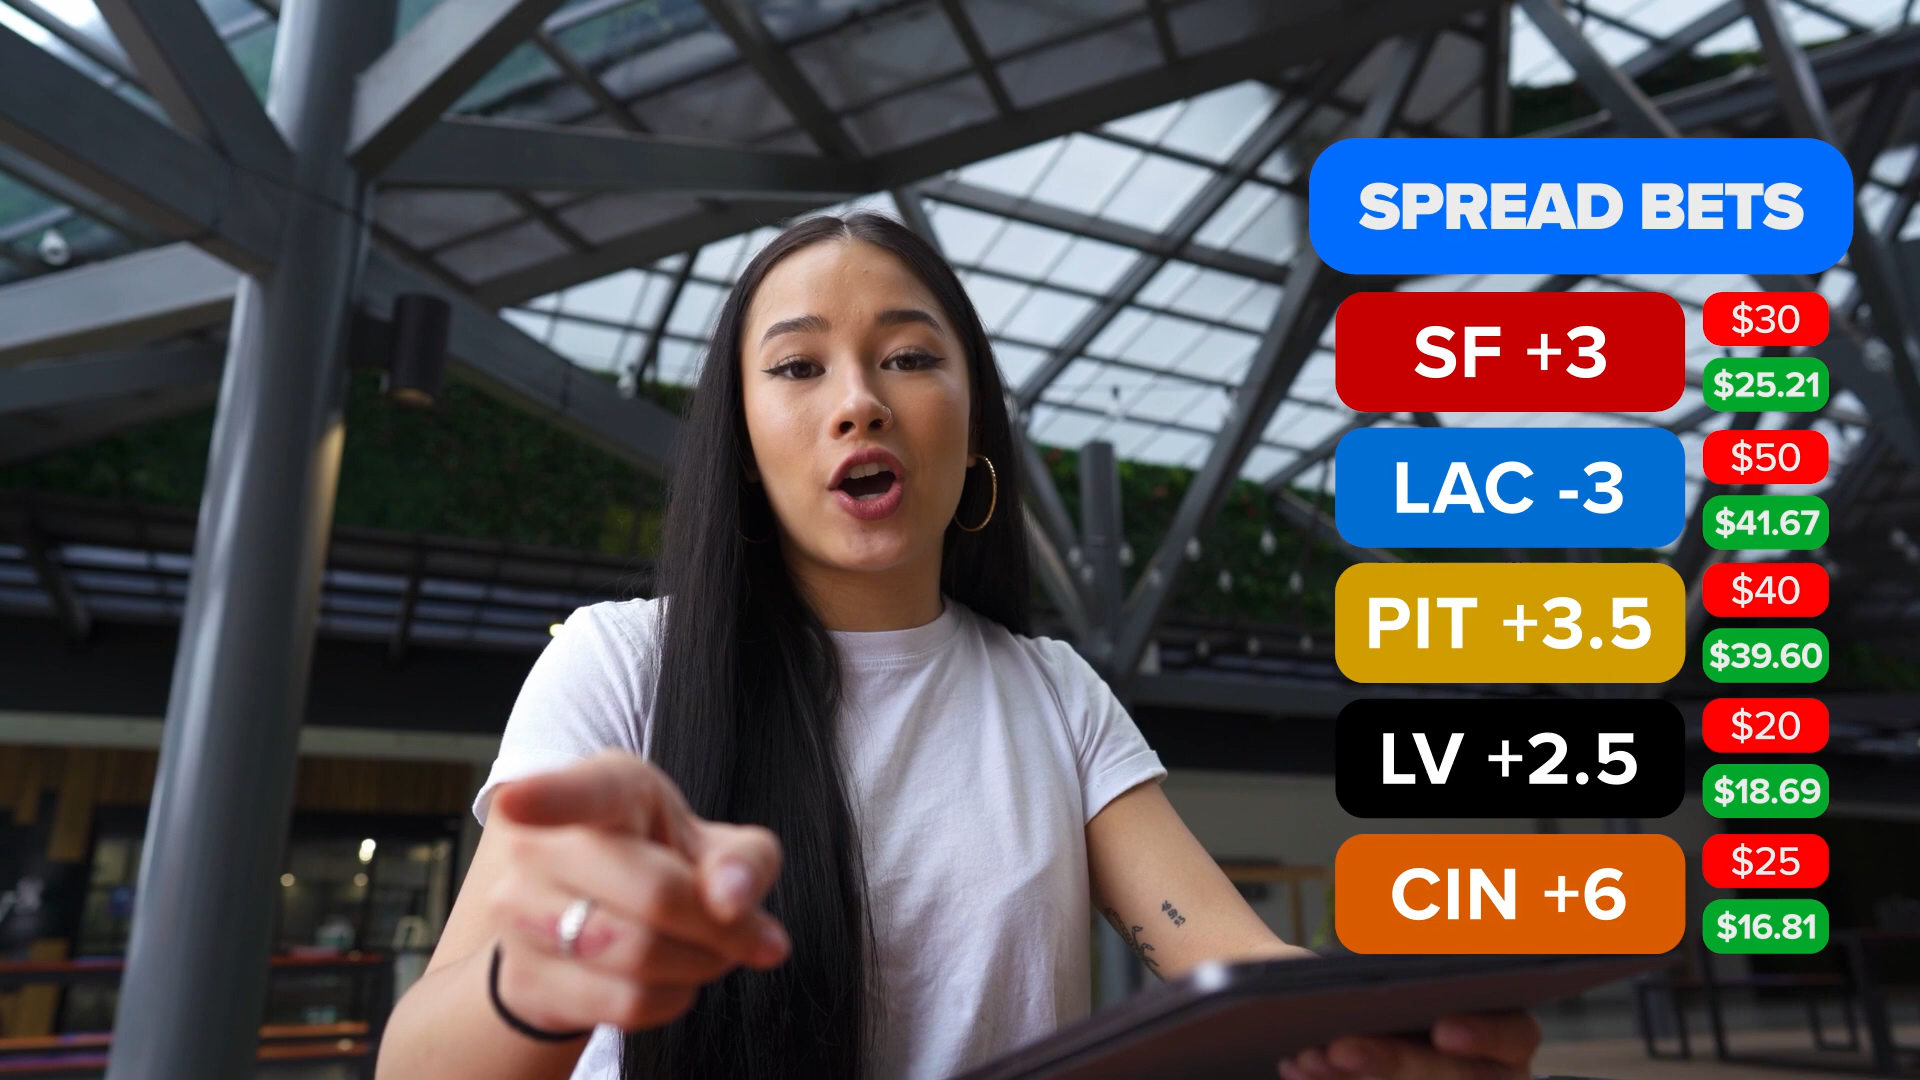 SPREAD BETS
SF +3
$30
$25.21
LAC -3
$50
$41.67
PIT +3.5
$40
$39.60
LV +2.5
$20
$18.69
CIN +6
$25
$16.81